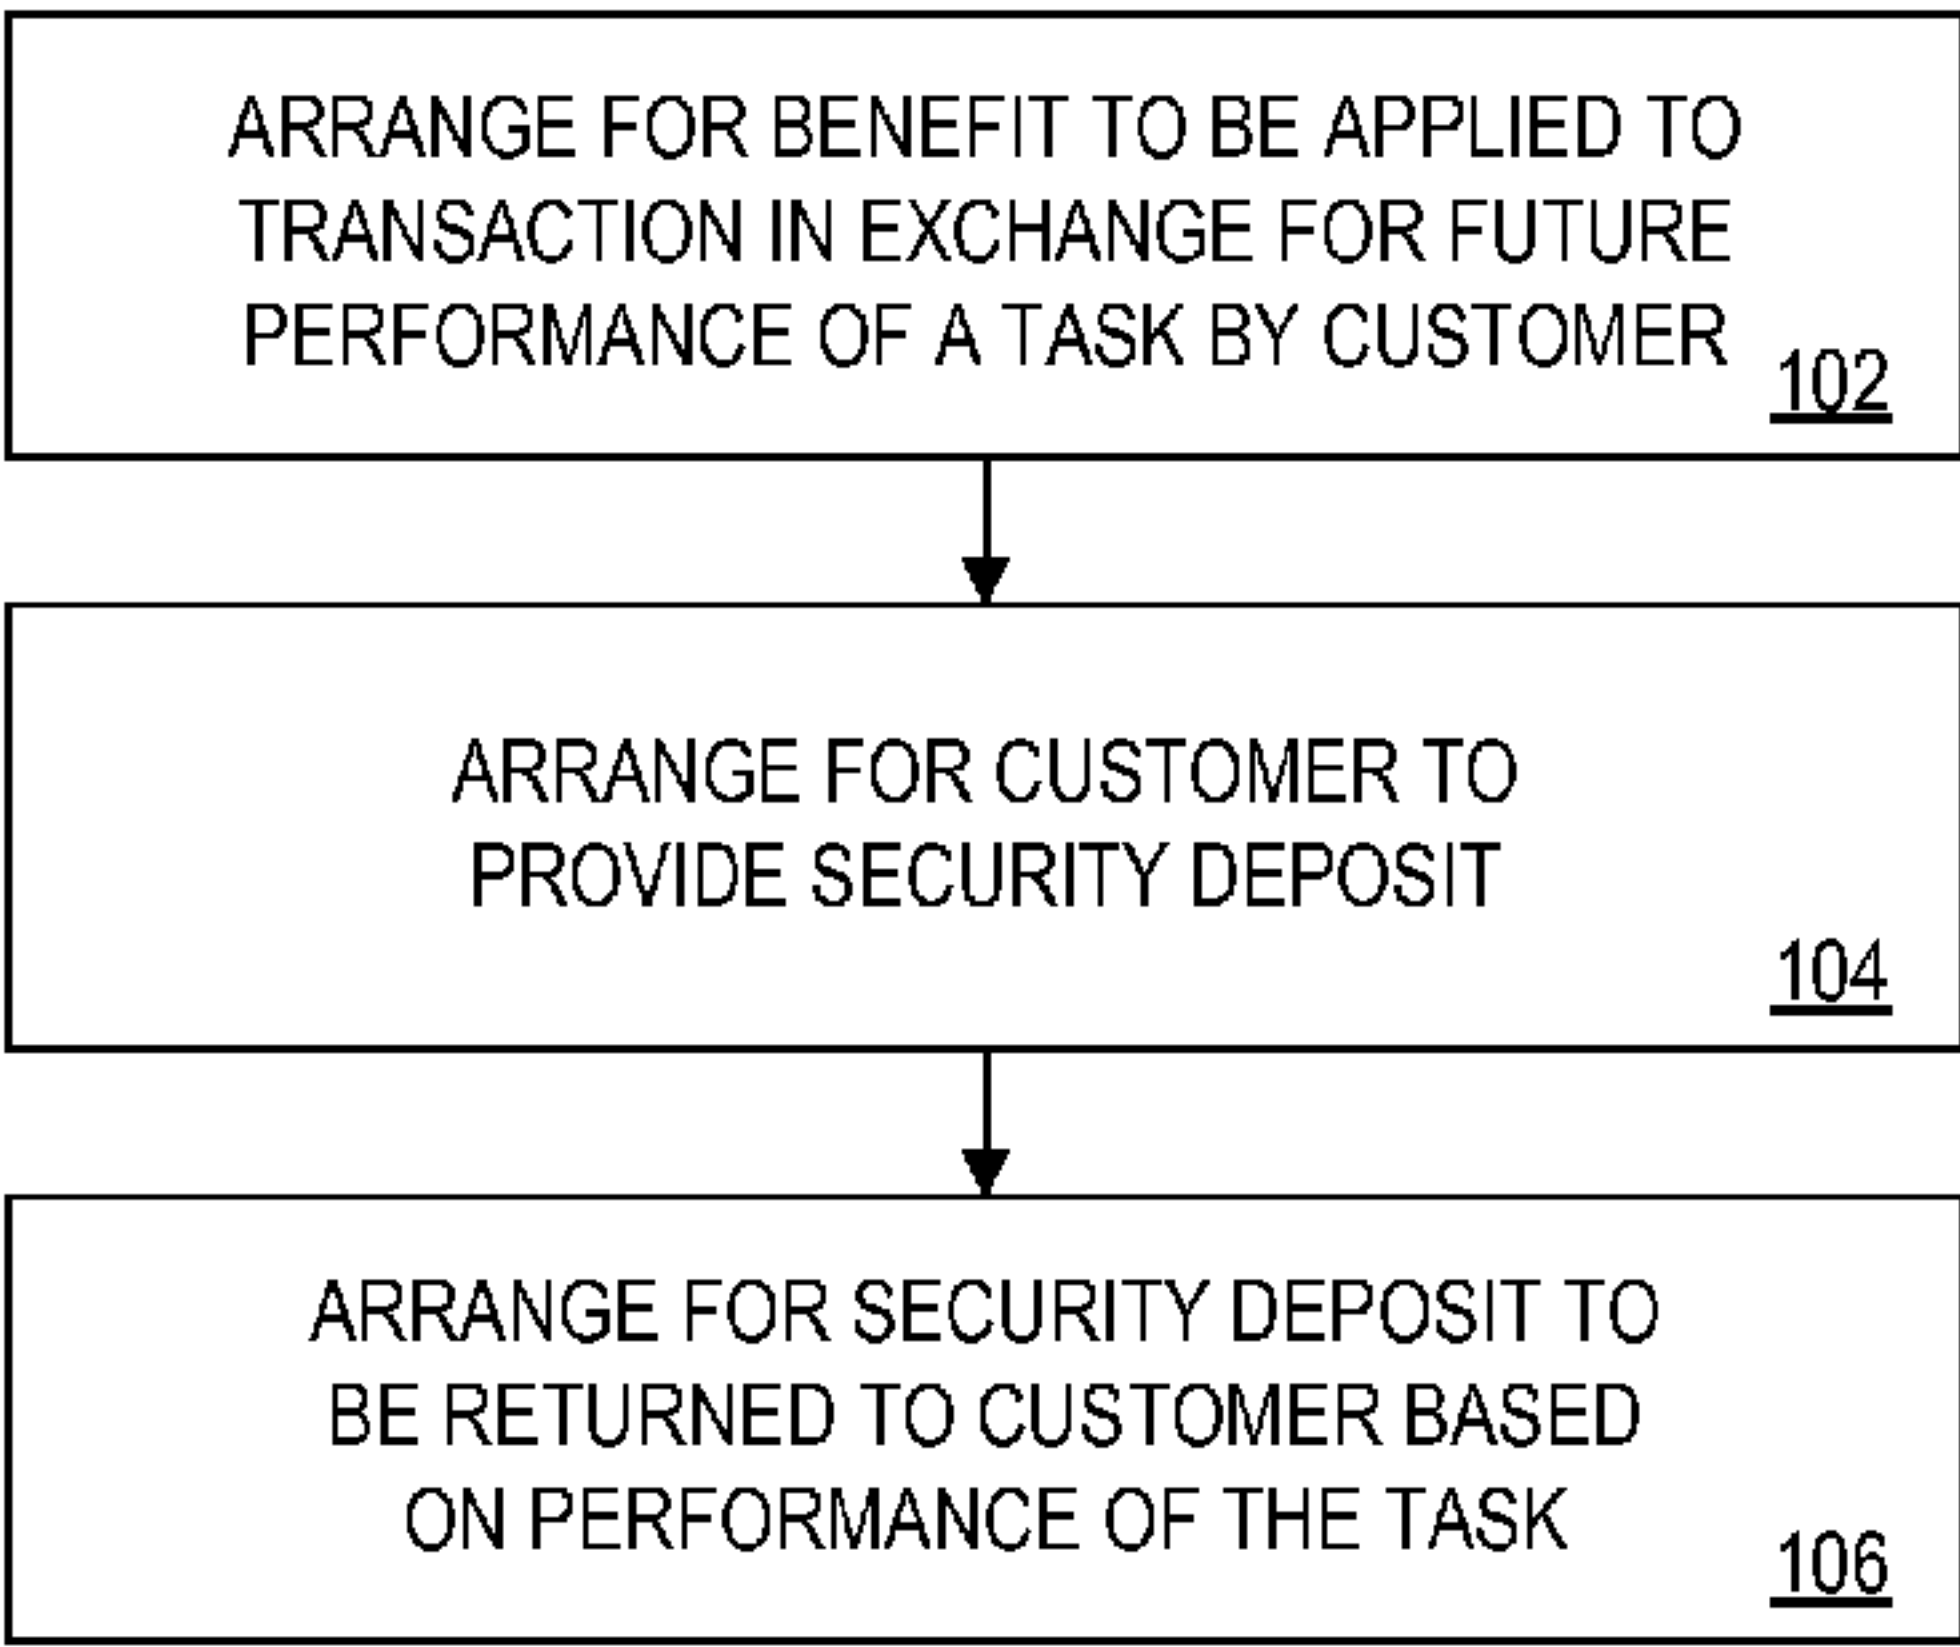 ARRANGE FOR BENEFIT TO BE APPLIED TO
TRANSACTION IN EXCHANGE FOR FUTURE
PERFORMANCE OF A TASK BY CUSTOMER
102
ARRANGE FOR CUSTOMER TO
PROVIDE SECURITY DEPOSIT
104
ARRANGE FOR SECURITY DEPOSIT TO
BE RETURNED TO CUSTOMER BASED
ON PERFORMANCE OF THE TASK
106